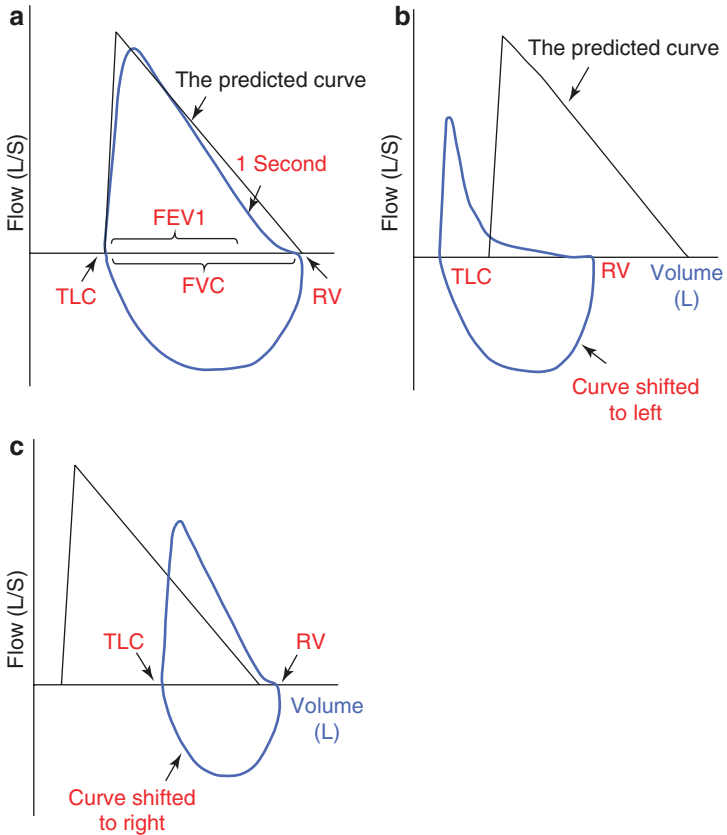 a
The predicted curve
1 Second
FEV1
FVC
TLC
RV
Flow (L/S)
b
The predicted curve
Flow (L/S)
TLC
RV
Volume
(L)
Curve shifted
to left
c
Flow (L/S)
TLC
RV
Volume
(L)
Curve shifted
to right